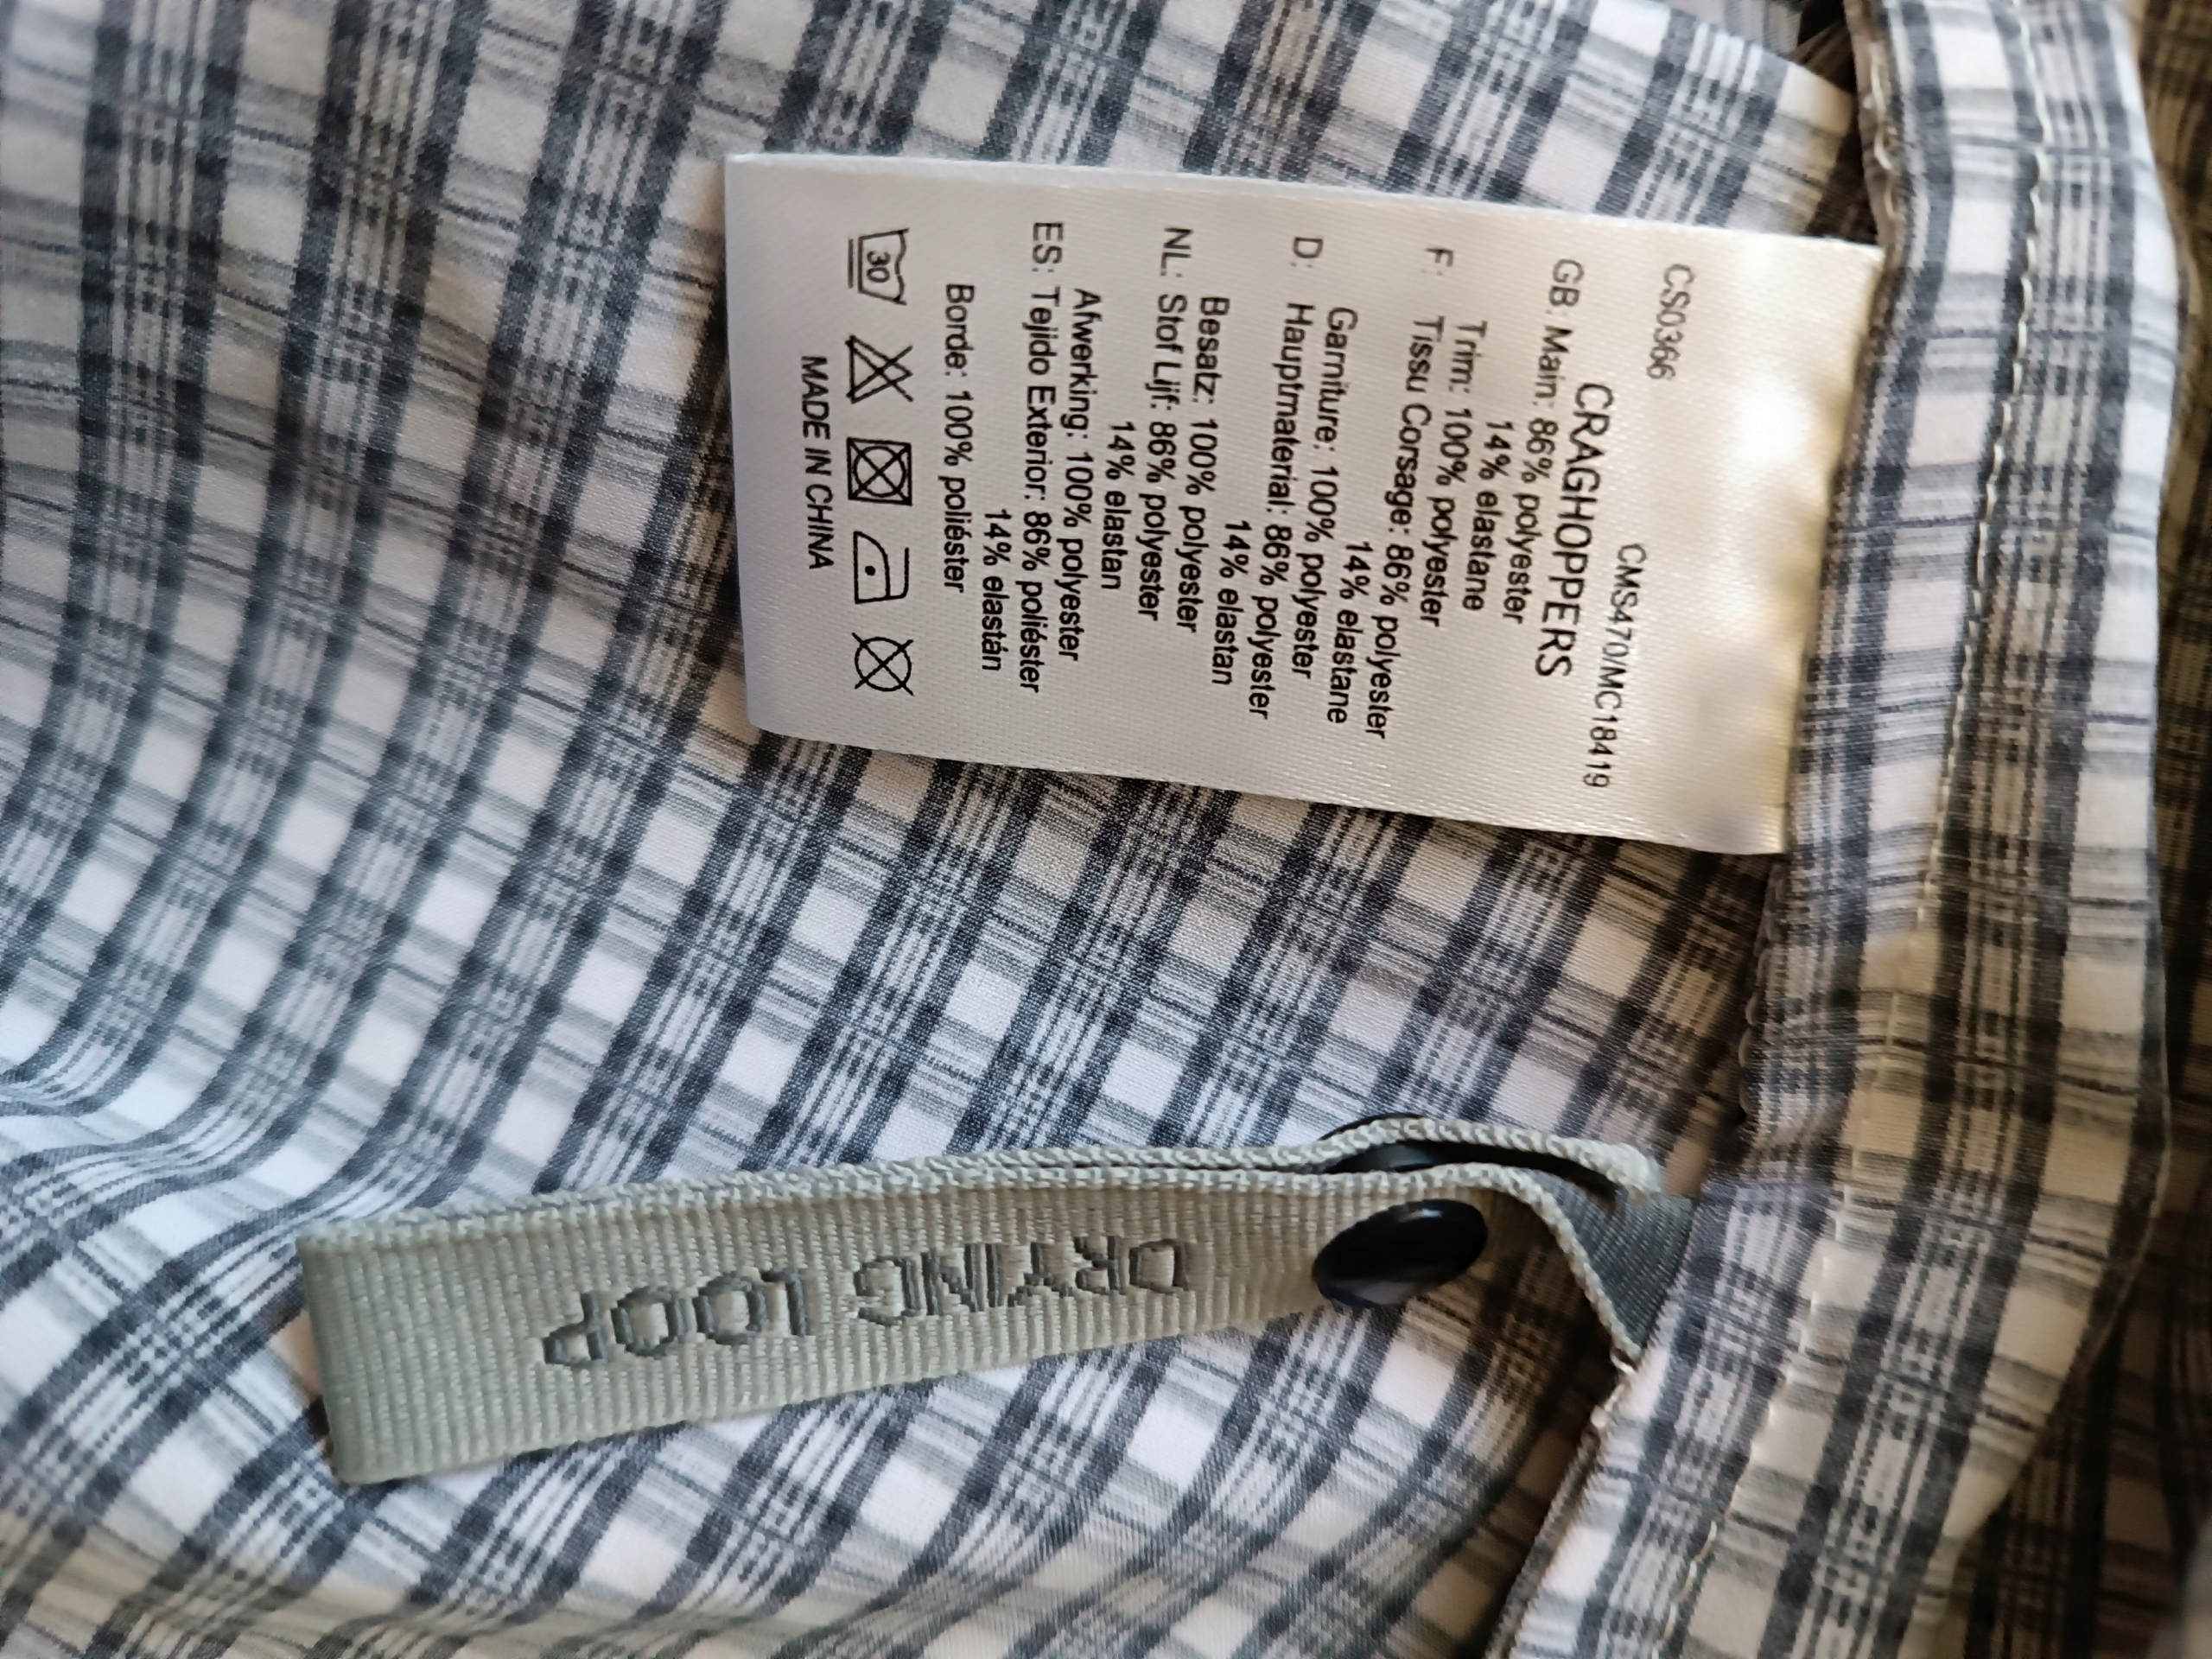 CS0366
CMS470/MC18419
CRAGHOPPERS
GB: Main: 86% polyester
14% elastane
Trim: 100% polyester
F: Tissu Corsage: 86% polyester
14% elastane
Garniture: 100% polyester
D: Hauptmaterial: 86% polyester
14% elastan
Besatz: 100% polyester
NL: Stof Lijf: 86% polyester
14% elastan
Afwerking: 100% polyester
ES: Tejido Exterior: 86% poliéster
14% elastán
Borde: 100% poliéster
30
MADE IN CHINA
DRYING LOOP